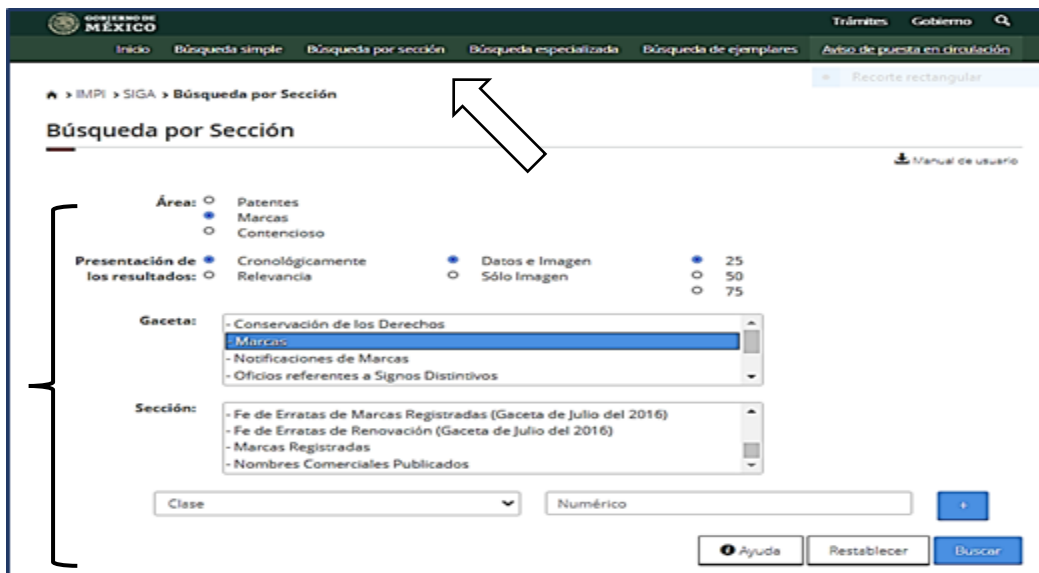 GOBIERNO DE
MÉXICO
Trámites Gobierno
Inicio Búsqueda simple Búsqueda por sección Búsqueda especializada Búsqueda de ejemplares Aviso de puesta en circulación
Recorte rectangular
> IMPI > SIGA > Búsqueda por Sección
Búsqueda por Sección
Manual de usuario
Área: Patentes
Marcas
Contencioso
Presentación de Cronológicamente Datos e Imagen 25
los resultados: Relevancia Sólo Imagen 50
75
Gaceta: - Conservación de los Derechos
- Marcas
- Notificaciones de Marcas
- Oficios referentes a Signos Distintivos
Sección: - Fe de Erratas de Marcas Registradas (Gaceta de Julio del 2016)
- Fe de Erratas de Renovación (Gaceta de Julio del 2016)
- Marcas Registradas
- Nombres Comerciales Publicados
Clase Numérico +
Ayuda Restablecer Buscar